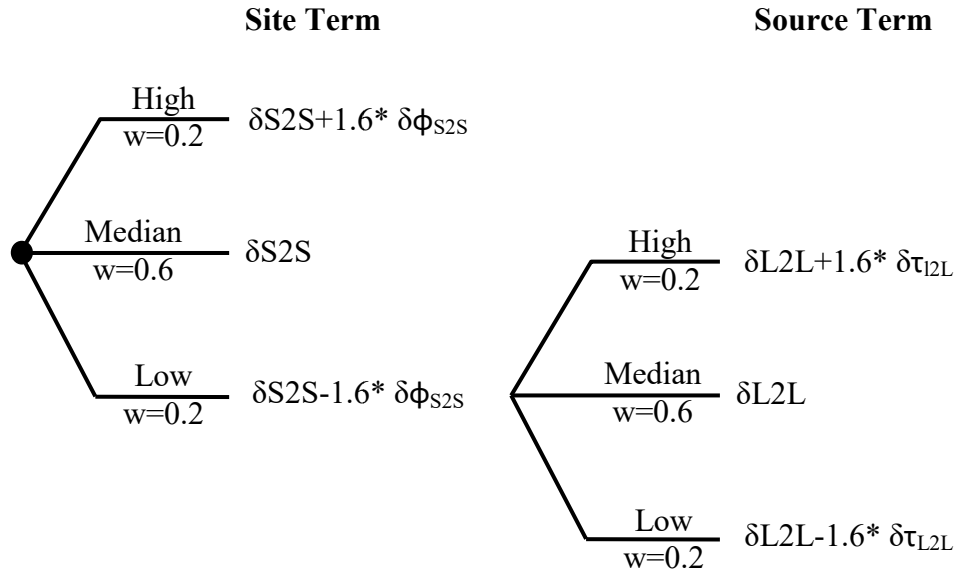 Site Term
Source Term
High
w=0.2
δS2S+1.6* δϕS2S
Median
w=0.6
δS2S
Low
w=0.2
δS2S-1.6* δϕS2S
High
w=0.2
δL2L+1.6* δτl2L
Median
w=0.6
δL2L
Low
w=0.2
δL2L-1.6* δτL2L